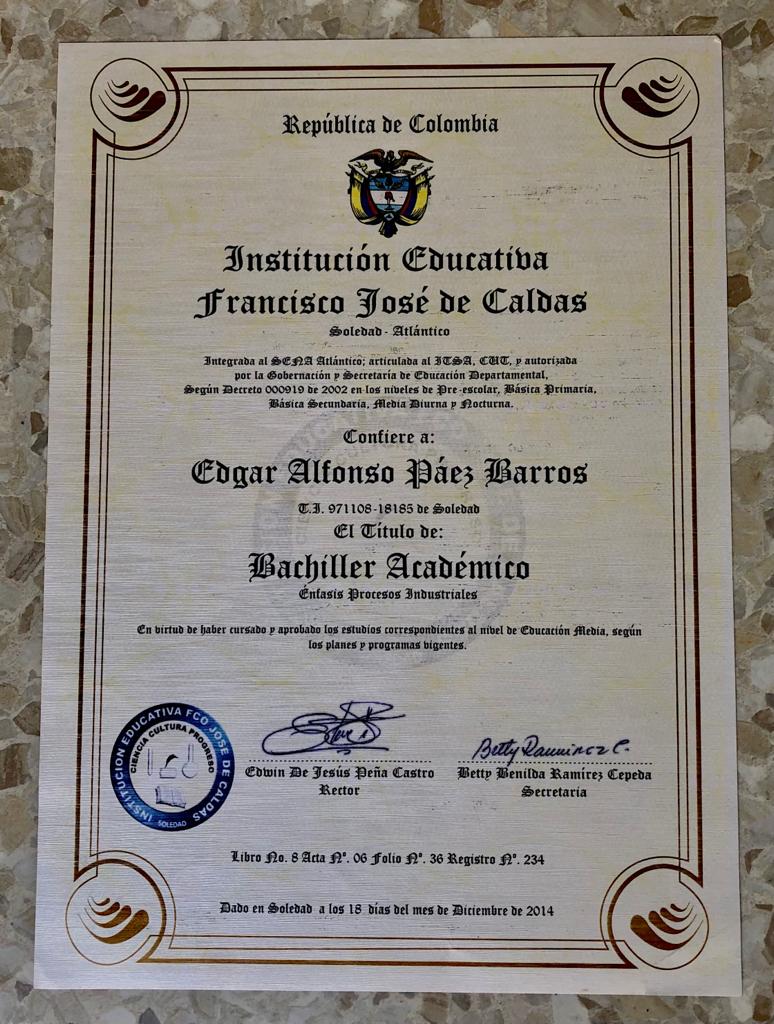 República de Colombia
Institución Educativa
Francisco José de Caldas
Soledad - Atlántico
Integrada al SENA Atlántico; articulada al ITSA, CUC, y autorizada
por la Gobernación y Secretaría de Educación Departamental,
Según Decreto 000919 de 2002 en los niveles de Pre-escolar, Básica Primaria,
Básica Secundaria, Media Diurna y Nocturna.
Confiere a:
Edgar Alfonso Páez Barros
T.I. 971108-18185 de Soledad
El Título de:
Bachiller Académico
Énfasis Procesos Industriales
En virtud de haber cursado y aprobado los estudios correspondientes al nivel de Educación Media, según
los planes y programas vigentes.
INSTITUCION EDUCATIVA FCO JOSE DE CALDAS
CIENCIA CULTURA PROGRESO
SOLEDAD
Betty Ramirez C.
Edwin De Jesús Peña Castro
Rector
Betty Benilda Ramírez Cepeda
Secretaria
Libro No. 8 Acta Nº. 06 Folio Nº. 36 Registro Nº. 234
Dado en Soledad a los 18 días del mes de Diciembre de 2014